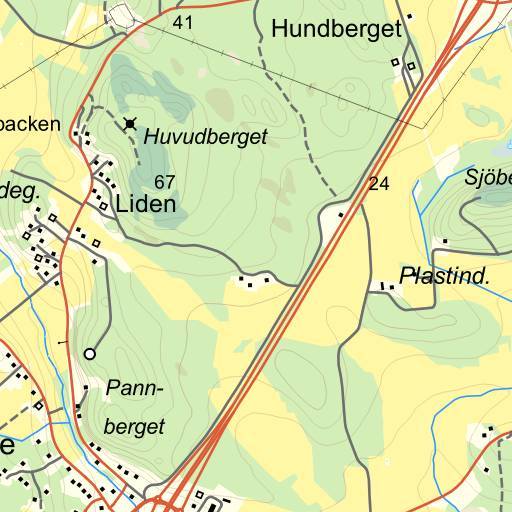 41
Hundberget
backen
Huvudberget
67
24
Sjöbe
deg.
Liden
Plastind.
Pann-
berget
e